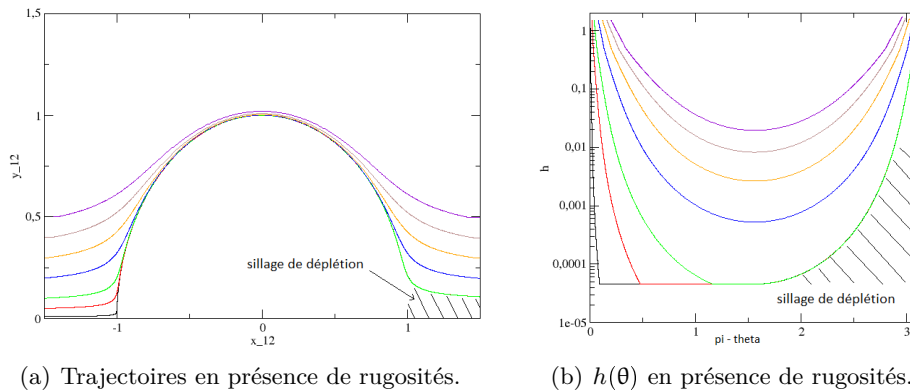 1,5
1
y_12
0,5
0
-1
0
1
x_12
sillage de déplétion
(a) Trajectoires en présence de rugosités.
1
0,1
0,01
h
0,001
0,0001
1e-05
0
1
2
3
pi - theta
sillage de déplétion
(b) h(θ) en présence de rugosités.